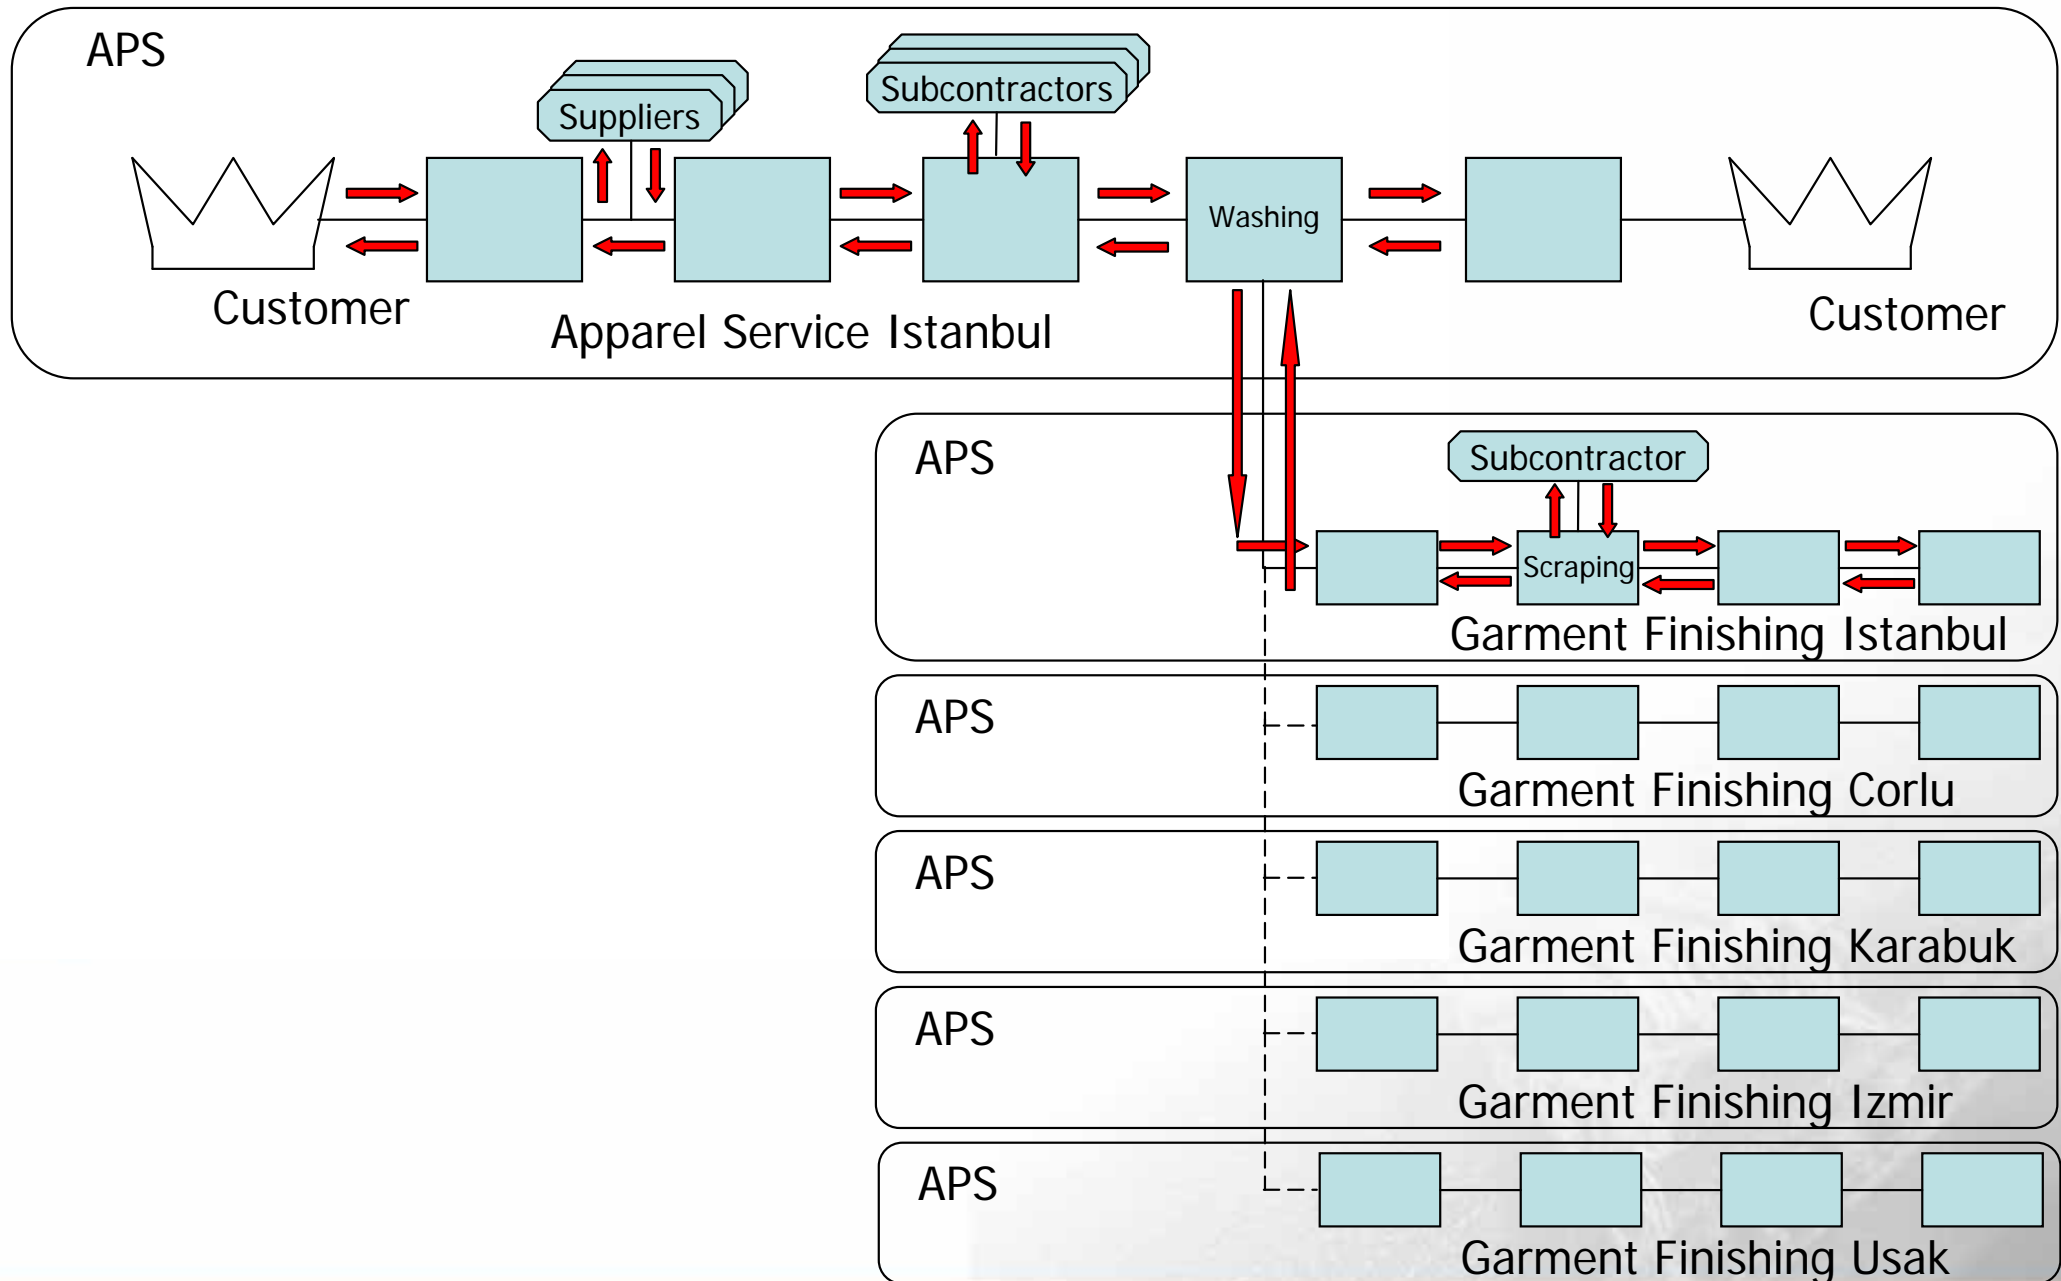 APS
Suppliers
Subcontractors
Washing
Customer
Apparel Service Istanbul
Customer
APS
Subcontractor
Scraping
Garment Finishing Istanbul
APS
Garment Finishing Corlu
APS
Garment Finishing Karabuk
APS
Garment Finishing Izmir
APS
Garment Finishing Usak